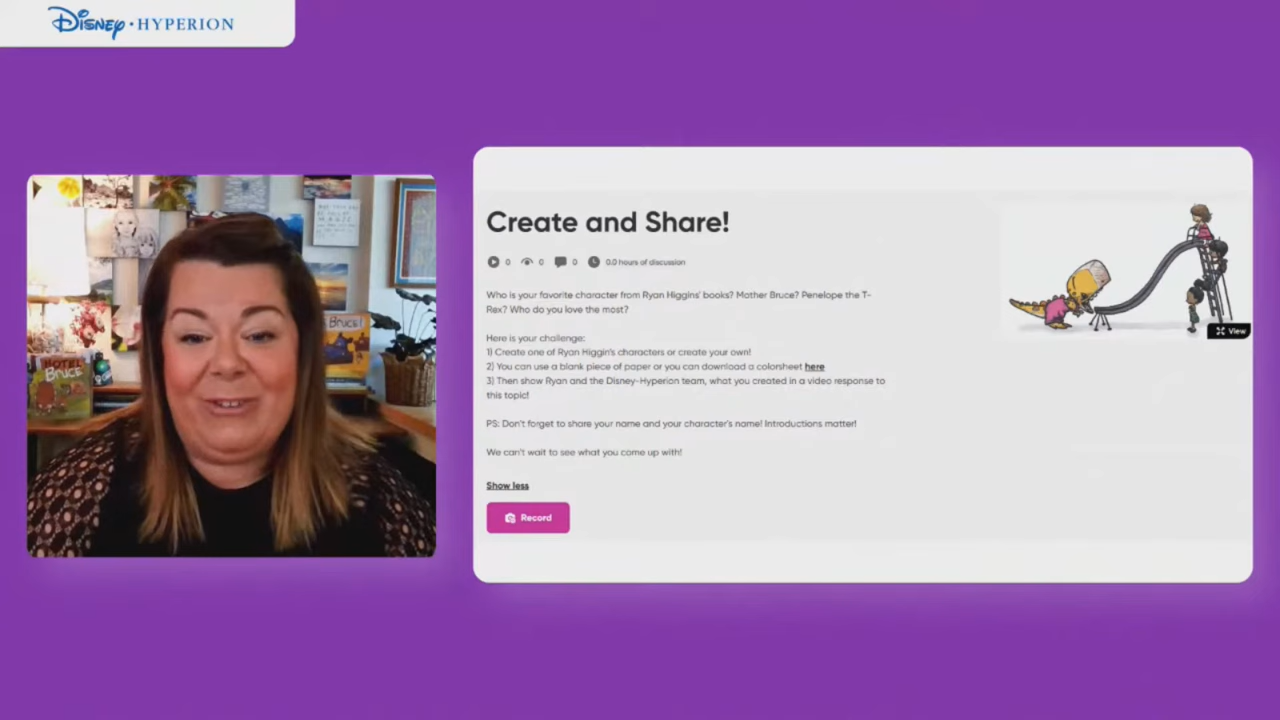 Disney · HYPERION
HOTEL
BRUCE
BRUCE!
Create and Share!
0 0 0 0.0 hours of discussion
Who is your favorite character from Ryan Higgins' books? Mother Bruce? Penelope the T-
Rex? Who do you love the most?
Here is your challenge:
1) Create one of Ryan Higgin's characters or create your own!
2) You can use a blank piece of paper or you can download a colorsheet here
3) Then show Ryan and the Disney-Hyperion team, what you created in a video response to
this topic!
PS: Don't forget to share your name and your character's name! Introductions matter!
We can't wait to see what you come up with!
Show less
Record
View